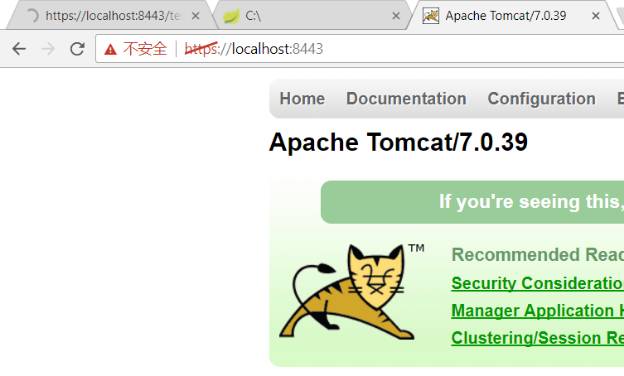 https://localhost:8443/te
C:\
Apache Tomcat/7.0.39
不安全
https://localhost:8443
Home Documentation Configuration
Apache Tomcat/7.0.39
If you're seeing this,
TM
Recommended Read
Security Consideratio
Manager Application H
Clustering/Session Re